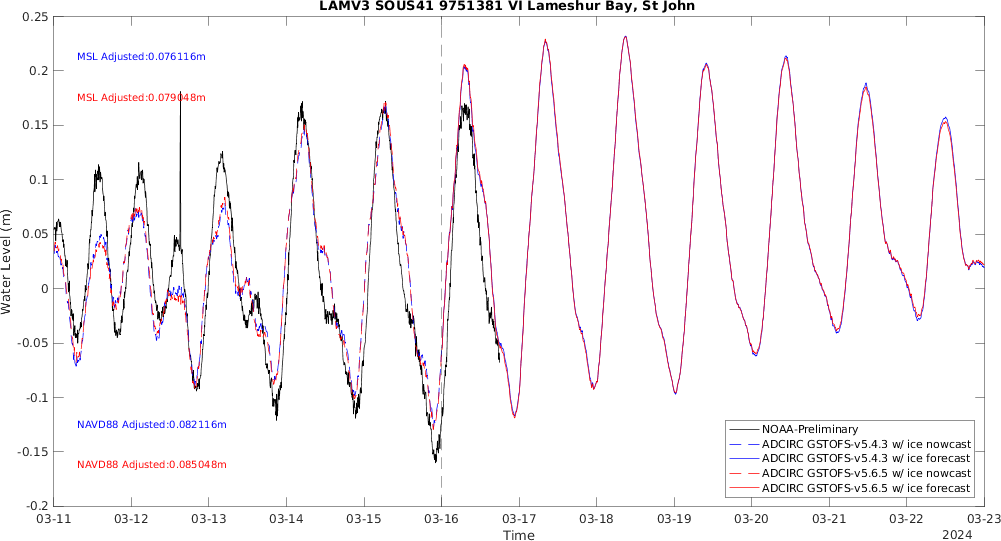 LAMV3 SOUS41 9751381 VI Lameshur Bay, St John
0.25
0.2
0.15
0.1
0.05
0
-0.05
-0.1
-0.15
-0.2
Water Level (m)
MSL Adjusted:0.076116m
MSL Adjusted:0.079048m
NAVD88 Adjusted:0.082116m
NAVD88 Adjusted:0.085048m
NOAA-Preliminary
ADCIRC GSTOFS-v5.4.3 w/ ice nowcast
ADCIRC GSTOFS-v5.4.3 w/ ice forecast
ADCIRC GSTOFS-v5.6.5 w/ ice nowcast
ADCIRC GSTOFS-v5.6.5 w/ ice forecast
03-11 03-12 03-13 03-14 03-15 03-16 03-17 03-18 03-19 03-20 03-21 03-22 03-23
Time
2024